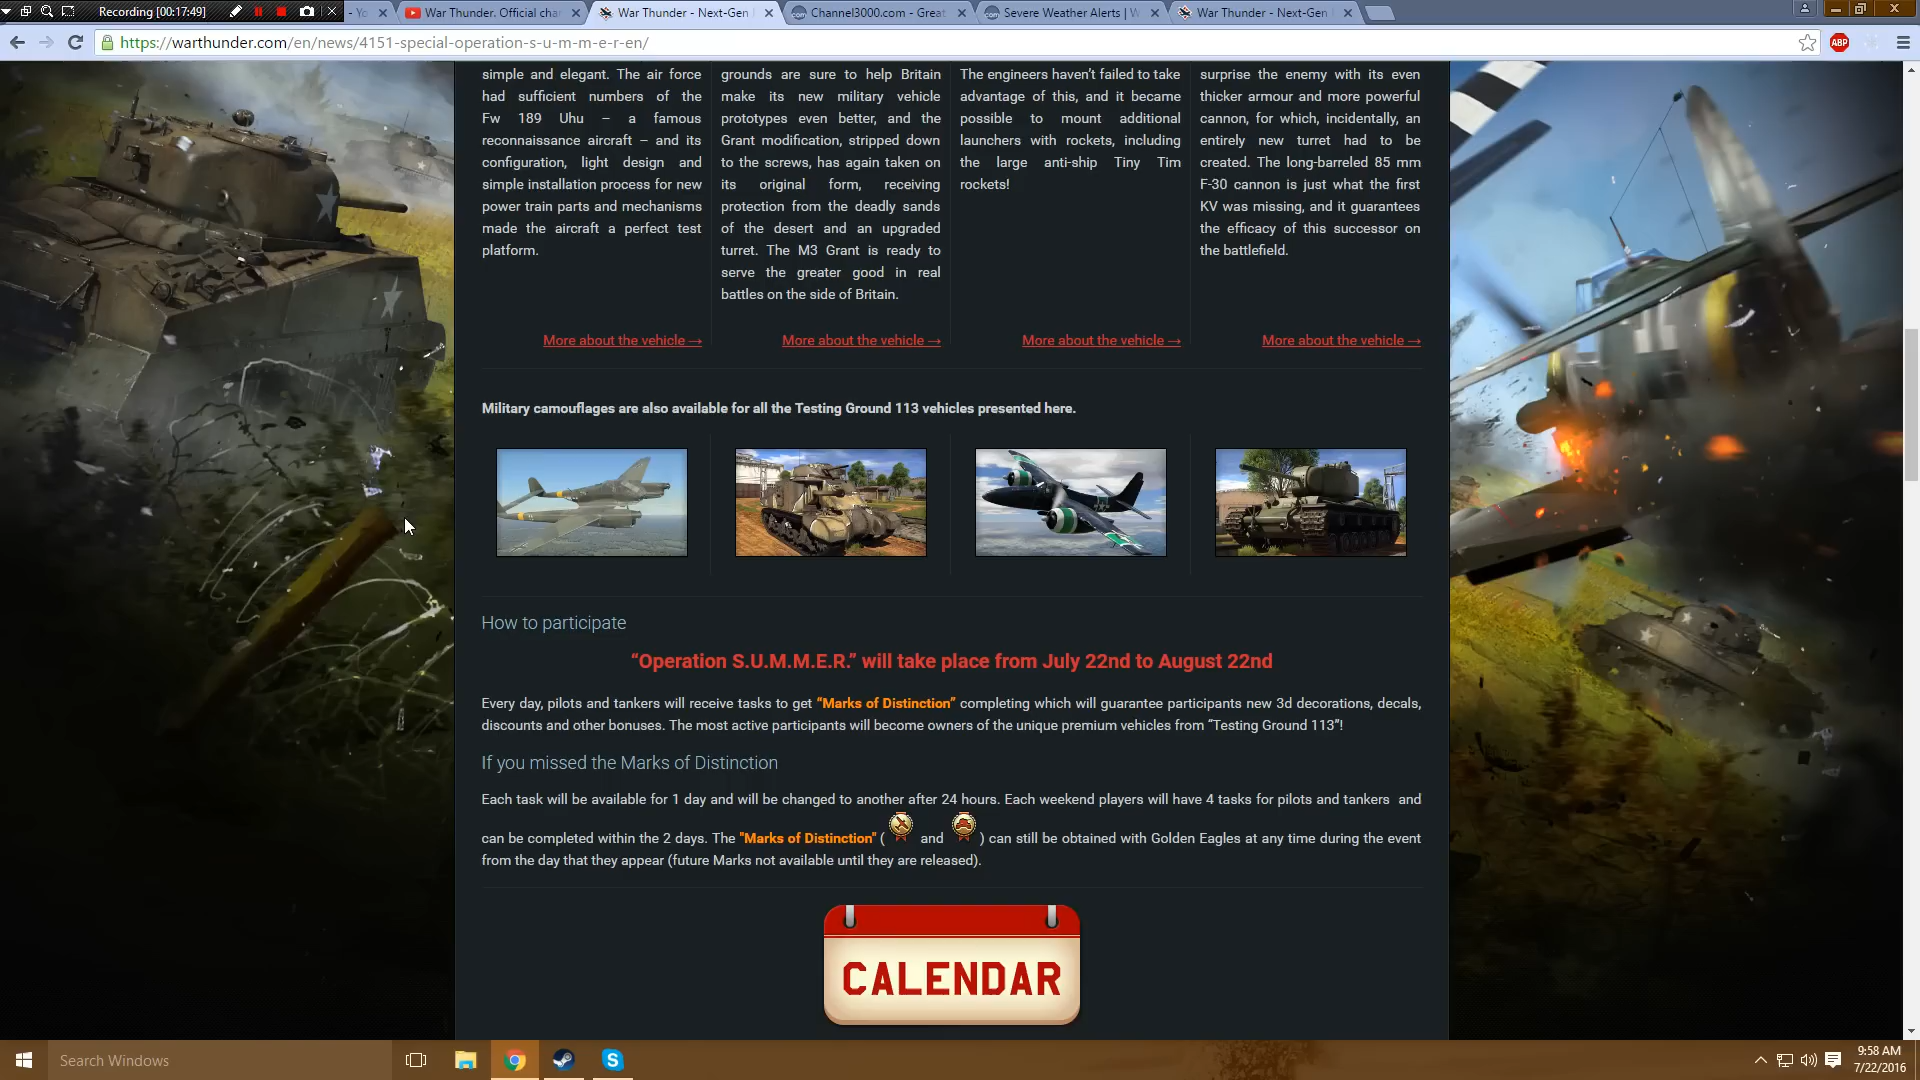 Recording [00:17:49]
- Yo
War Thunder. Official cha
War Thunder - Next-Gen
Channel3000.com - Great
Severe Weather Alerts | W
War Thunder - Next-Gen
https://warthunder.com/en/news/4151-special-operation-s-u-m-m-e-r-en/
ABP
simple and elegant. The air force
had sufficient numbers of the
Fw 189 Uhu – a famous
reconnaissance aircraft – and its
configuration, light design and
simple installation process for new
power train parts and mechanisms
made the aircraft a perfect test
platform.
More about the vehicle →
grounds are sure to help Britain
make its new military vehicle
prototypes even better, and the
Grant modification, stripped down
to the screws, has again taken on
its original form, receiving
protection from the deadly sands
of the desert and an upgraded
turret. The M3 Grant is ready to
serve the greater good in real
battles on the side of Britain.
More about the vehicle →
The engineers haven't failed to take
advantage of this, and it became
possible to mount additional
launchers with rockets, including
the large anti-ship Tiny Tim
rockets!
More about the vehicle →
surprise the enemy with its even
thicker armour and more powerful
cannon, for which, incidentally, an
entirely new turret had to be
created. The long-barreled 85 mm
F-30 cannon is just what the first
KV was missing, and it guarantees
the efficacy of this successor on
the battlefield.
More about the vehicle →
Military camouflages are also available for all the Testing Ground 113 vehicles presented here.
How to participate
“Operation S.U.M.M.E.R.” will take place from July 22nd to August 22nd
Every day, pilots and tankers will receive tasks to get “Marks of Distinction” completing which will guarantee participants new 3d decorations, decals,
discounts and other bonuses. The most active participants will become owners of the unique premium vehicles from “Testing Ground 113”!
If you missed the Marks of Distinction
Each task will be available for 1 day and will be changed to another after 24 hours. Each weekend players will have 4 tasks for pilots and tankers and
can be completed within the 2 days. The "Marks of Distinction" ( and ) can still be obtained with Golden Eagles at any time during the event
from the day that they appear (future Marks not available until they are released).
CALENDAR
Search Windows
9:58 AM
7/22/2016